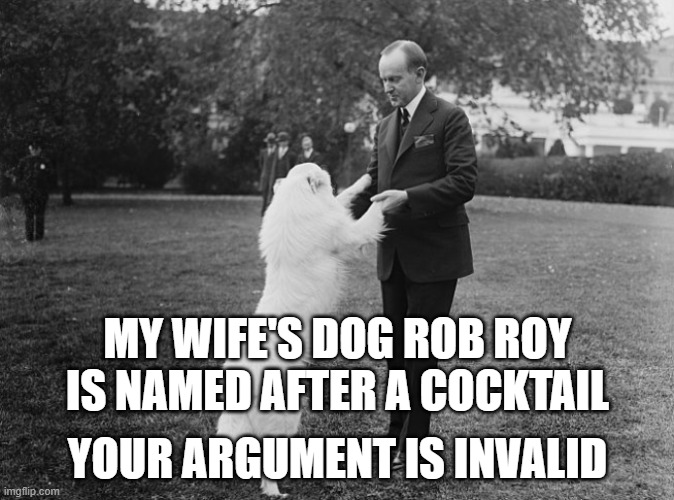 MY WIFE'S DOG ROB ROY
IS NAMED AFTER A COCKTAIL
YOUR ARGUMENT IS INVALID
imgflip.com